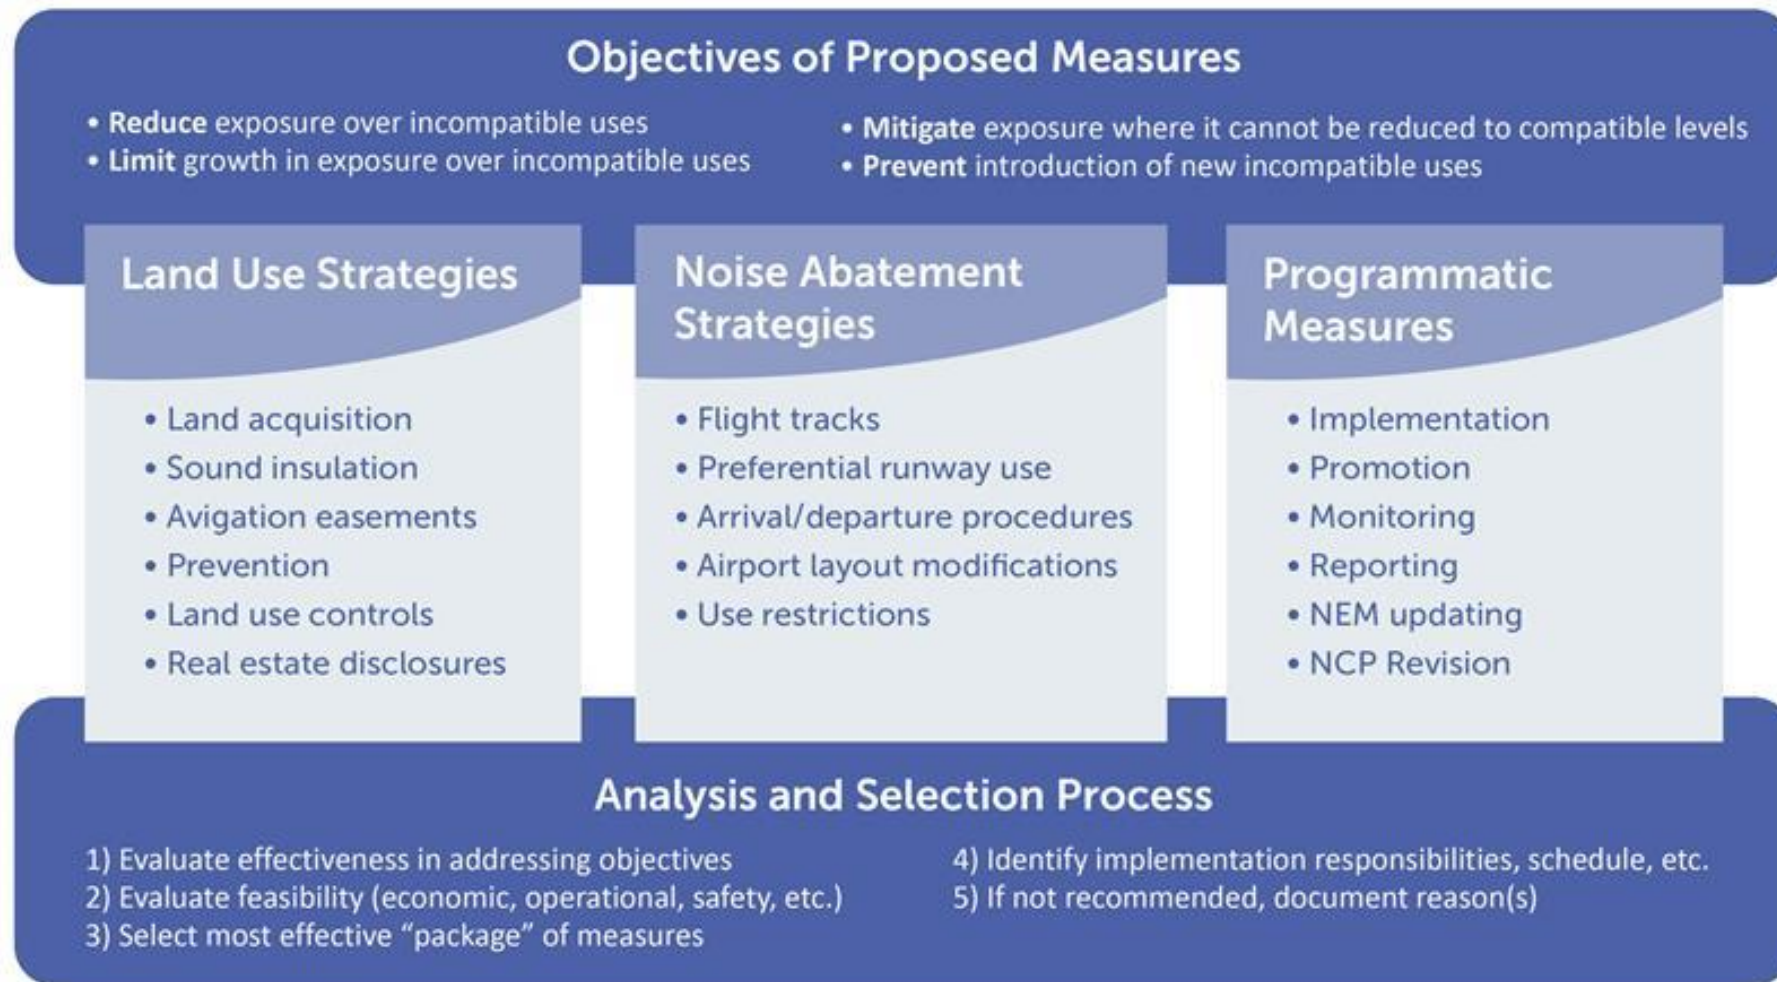 Objectives of Proposed Measures
• Reduce exposure over incompatible uses
• Limit growth in exposure over incompatible uses
• Mitigate exposure where it cannot be reduced to compatible levels
• Prevent introduction of new incompatible uses
Land Use Strategies
• Land acquisition
• Sound insulation
• Avigation easements
• Prevention
• Land use controls
• Real estate disclosures
Noise Abatement
Strategies
• Flight tracks
• Preferential runway use
• Arrival/departure procedures
• Airport layout modifications
• Use restrictions
Programmatic
Measures
• Implementation
• Promotion
• Monitoring
• Reporting
• NEM updating
• NCP Revision
Analysis and Selection Process
1) Evaluate effectiveness in addressing objectives
2) Evaluate feasibility (economic, operational, safety, etc.)
3) Select most effective “package” of measures
4) Identify implementation responsibilities, schedule, etc.
5) If not recommended, document reason(s)